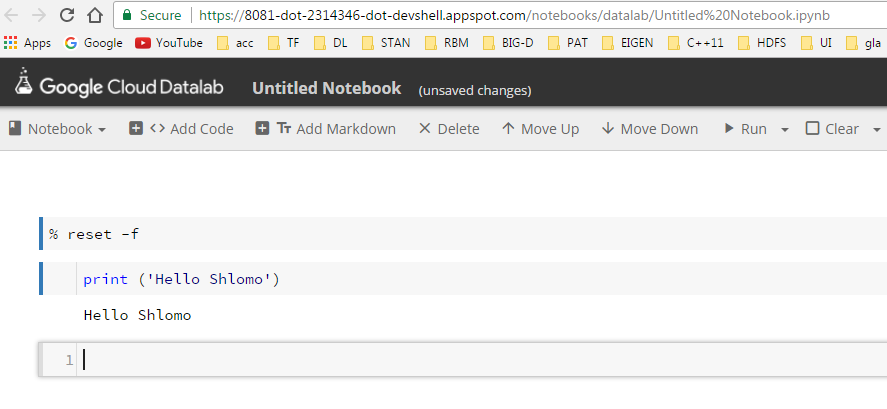 Secure https://8081-dot-2314346-dot-devshell.appspot.com/notebooks/datalab/Untitled%20Notebook.ipynb
Apps Google YouTube acc TF DL STAN RBM BIG-D PAT EIGEN C++11 HDFS UI gla
Google Cloud Datalab Untitled Notebook (unsaved changes)
Notebook <> Add Code Tт Add Markdown Delete Move Up Move Down Run Clear
% reset -f
print ('Hello Shlomo')
Hello Shlomo
1